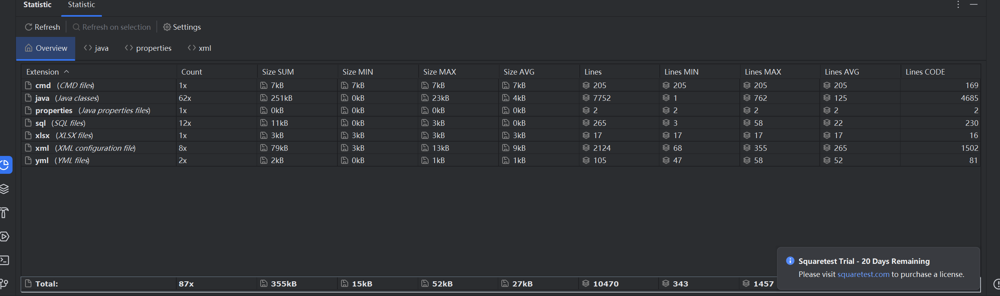 Statistic Statistic
Refresh Refresh on selection Settings
Overview java properties xml
Extension Count Size SUM Size MIN Size MAX Size AVG Lines Lines MIN Lines MAX Lines AVG Lines CODE
cmd (CMD files) 1x 7kB 7kB 7kB 7kB 205 205 205 205 169
java (Java classes) 62x 251kB 0kB 23kB 4kB 7752 1 762 125 4685
properties (Java properties files) 1x 0kB 0kB 0kB 0kB 2 2 2 2 2
sql (SQL files) 12x 11kB 0kB 3kB 0kB 265 3 58 22 230
xlsx (XLSX files) 1x 3kB 3kB 3kB 3kB 17 17 17 17 16
xml (XML configuration file) 8x 79kB 3kB 13kB 9kB 2124 68 355 265 1502
yml (YML files) 2x 2kB 0kB 1kB 1kB 105 47 58 52 81
Squaretest Trial - 20 Days Remaining
Please visit squaretest.com to purchase a license.
Total: 87x 355kB 15kB 52kB 27kB 10470 343 1457